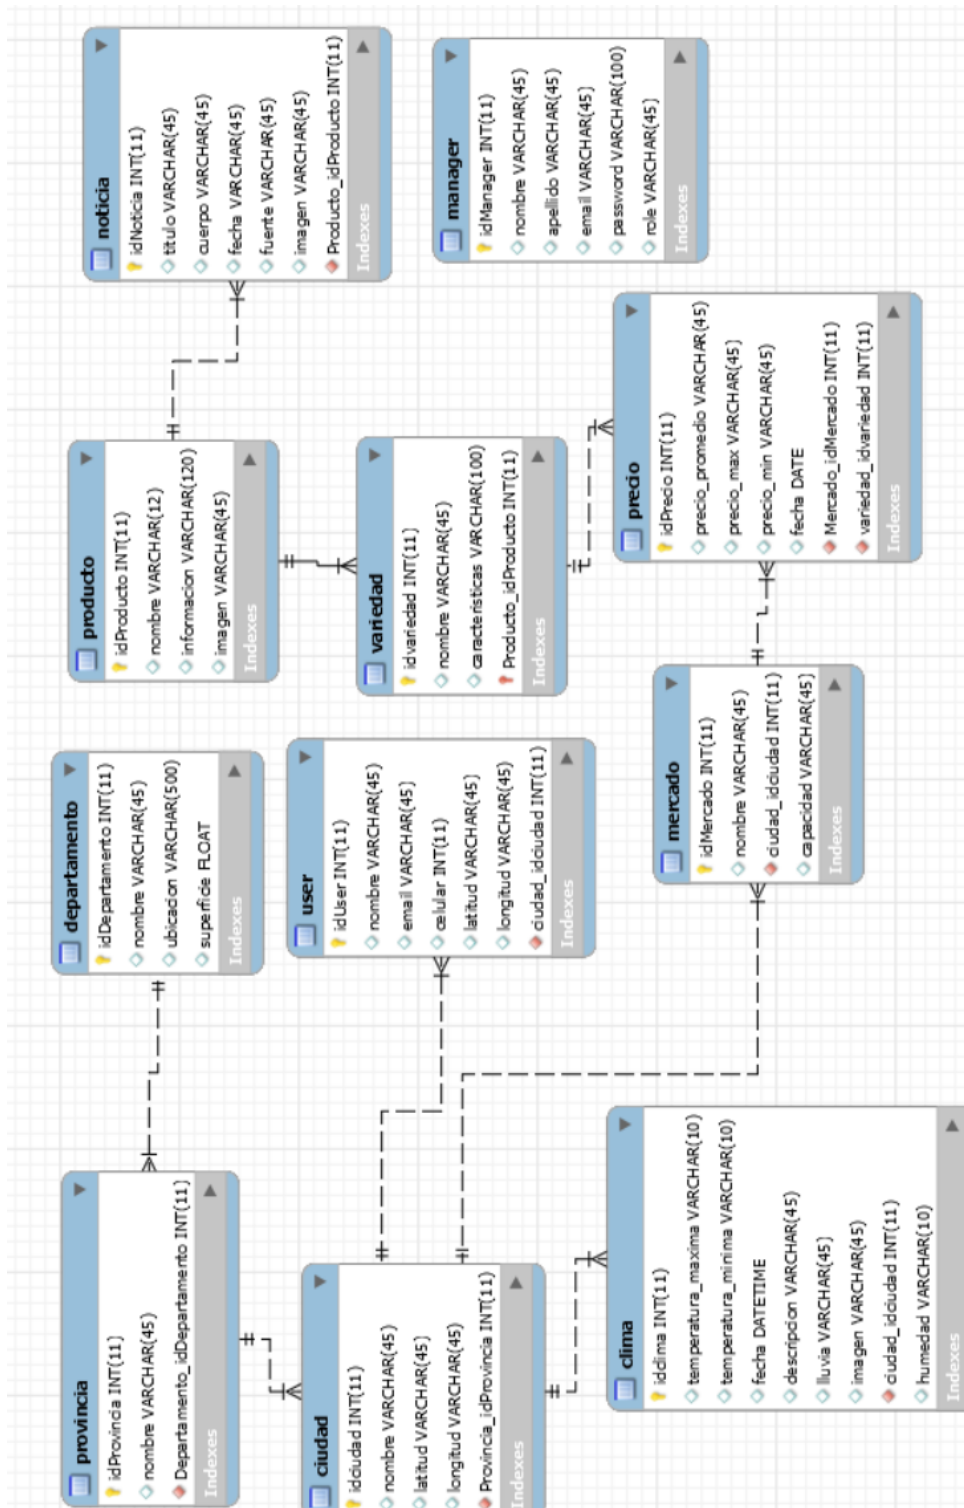 provincia
idProvincia INT(11)
nombre VARCHAR(45)
Departamento_idDepartamento INT(11)
Indexes
departamento
idDepartamento INT(11)
nombre VARCHAR(45)
ubicacion VARCHAR(500)
superficie FLOAT
Indexes
producto
idProducto INT(11)
nombre VARCHAR(12)
informacion VARCHAR(120)
imagen VARCHAR(45)
Indexes
noticia
idNoticia INT(11)
titulo VARCHAR(45)
cuerpo VARCHAR(45)
fecha VARCHAR(45)
fuente VARCHAR(45)
imagen VARCHAR(45)
Producto_idProducto INT(11)
Indexes
ciudad
idciudad INT(11)
nombre VARCHAR(45)
latitud VARCHAR(45)
longitud VARCHAR(45)
Provincia_idProvincia INT(11)
Indexes
user
idUser INT(11)
nombre VARCHAR(45)
email VARCHAR(45)
celular INT(11)
latitud VARCHAR(45)
longitud VARCHAR(45)
ciudad_idciudad INT(11)
Indexes
variedad
idvariedad INT(11)
nombre VARCHAR(45)
caracteristicas VARCHAR(100)
Producto_idProducto INT(11)
Indexes
manager
idManager INT(11)
nombre VARCHAR(45)
apellido VARCHAR(45)
email VARCHAR(45)
password VARCHAR(100)
role VARCHAR(45)
Indexes
clima
idclima INT(11)
temperatura_maxima VARCHAR(10)
temperatura_minima VARCHAR(10)
fecha DATETIME
descripcion VARCHAR(45)
lluvia VARCHAR(45)
imagen VARCHAR(45)
ciudad_idciudad INT(11)
humedad VARCHAR(10)
Indexes
mercado
idMercado INT(11)
nombre VARCHAR(45)
ciudad_idciudad INT(11)
capacidad VARCHAR(45)
Indexes
precio
idPrecio INT(11)
precio_promedio VARCHAR(45)
precio_max VARCHAR(45)
precio_min VARCHAR(45)
fecha DATE
Mercado_idMercado INT(11)
variedad_idvariedad INT(11)
Indexes